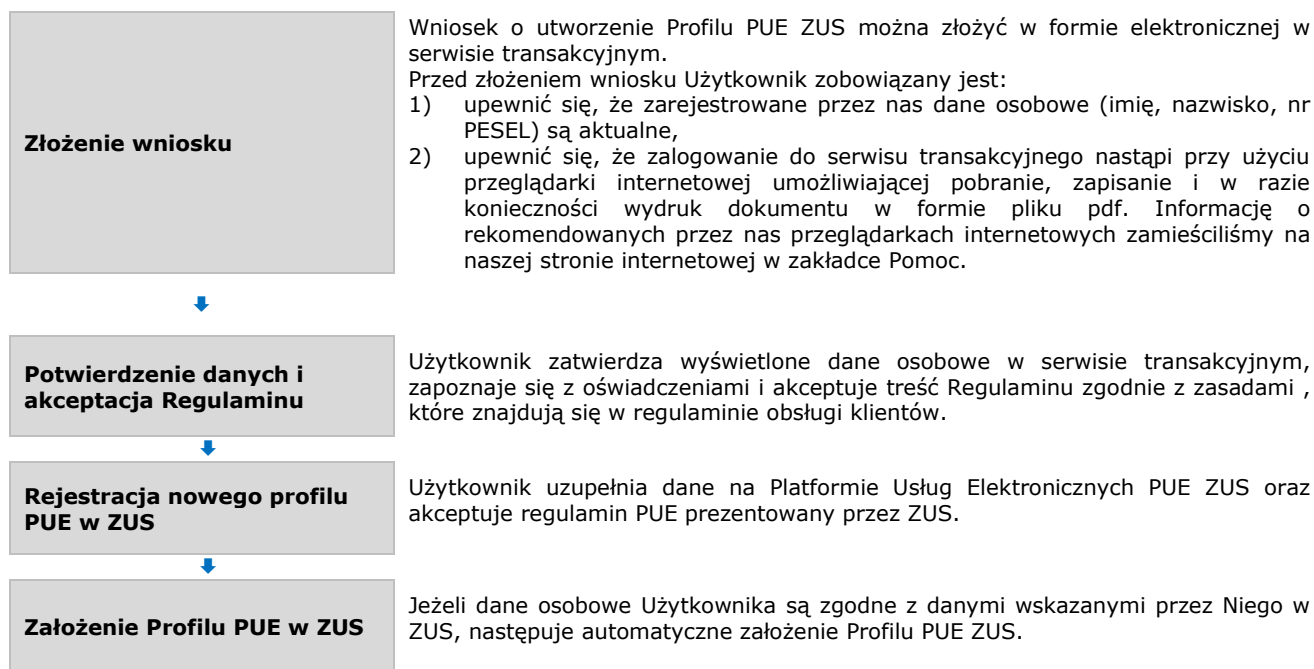 Złożenie wniosku
Wniosek o utworzenie Profilu PUE ZUS można złożyć w formie elektronicznej w
serwisie transakcyjnym.
Przed złożeniem wniosku Użytkownik zobowiązany jest:
1) upewnić się, że zarejestrowane przez nas dane osobowe (imię, nazwisko, nr
PESEL) są aktualne,
2) upewnić się, że zalogowanie do serwisu transakcyjnego nastąpi przy użyciu
przeglądarki internetowej umożliwiającej pobranie, zapisanie i w razie
konieczności wydruk dokumentu w formie pliku pdf. Informację o
rekomendowanych przez nas przeglądarkach internetowych zamieściliśmy na
naszej stronie internetowej w zakładce Pomoc.
Potwierdzenie danych i
akceptacja Regulaminu
Użytkownik zatwierdza wyświetlone dane osobowe w serwisie transakcyjnym,
zapoznaje się z oświadczeniami i akceptuje treść Regulaminu zgodnie z zasadami ,
które znajdują się w regulaminie obsługi klientów.
Rejestracja nowego profilu
PUE w ZUS
Użytkownik uzupełnia dane na Platformie Usług Elektronicznych PUE ZUS oraz
akceptuje regulamin PUE prezentowany przez ZUS.
Założenie Profilu PUE w ZUS
Jeżeli dane osobowe Użytkownika są zgodne z danymi wskazanymi przez Niego w
ZUS, następuje automatyczne założenie Profilu PUE ZUS.